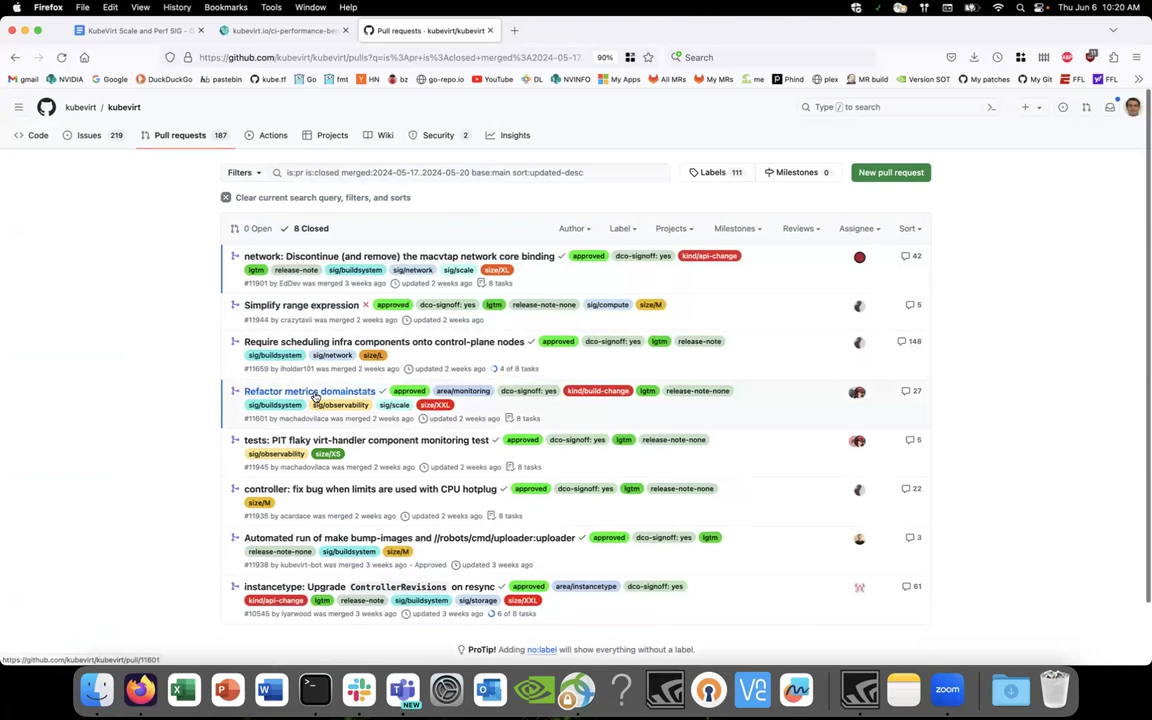 Firefox File Edit View History Bookmarks Tools Window Help Thu Jun 6 10:20 AM
KubeVirt Scale and Perf SIG - G kubevirt.io/ci-performance-be Pull requests · kubevirt/kubevirt
https://github.com/kubevirt/kubevirt/pulls?q=is%3Apr+is%3Aclosed+merged%3A2024-05-17. 90% Search
gmail NVIDIA Google DuckDuckGo pastebin kube.tf Go fmt HN bz go-repo.io YouTube DL NVINFO My Apps All MRs My MRs me Phind plex MR build Version SOT My patches My Git FFL FFL
kubevirt / kubevirt Type / to search
Code Issues 219 Pull requests 187 Actions Projects Wiki Security 2 Insights
Filters is:pr is:closed merged:2024-05-17..2024-05-20 base:main sort:updated-desc Labels 111 Milestones 0 New pull request
Clear current search query, filters, and sorts
0 Open 8 Closed Author Label Projects Milestones Reviews Assignee Sort
network: Discontinue (and remove) the macvtap network core binding approved dco-signoff: yes kind/api-change 42
lgtm release-note sig/buildsystem sig/network sig/scale size/XL
#11901 by EdDev was merged 3 weeks ago updated 2 weeks ago 8 tasks
Simplify range expression approved dco-signoff: yes lgtm release-note-none sig/compute size/M 5
#11944 by crazytaxii was merged 2 weeks ago updated 2 weeks ago
Require scheduling infra components onto control-plane nodes approved dco-signoff: yes lgtm release-note 148
sig/buildsystem sig/network size/L
#11659 by iholder101 was merged 2 weeks ago updated 2 weeks ago 4 of 8 tasks
Refactor metrics domainstats approved area/monitoring dco-signoff: yes kind/build-change lgtm release-note-none 27
sig/buildsystem sig/observability sig/scale size/XXL
#11601 by machadovilaca was merged 2 weeks ago updated 2 weeks ago 8 tasks
tests: PIT flaky virt-handler component monitoring test approved dco-signoff: yes lgtm release-note-none 5
sig/observability size/XS
#11945 by machadovilaca was merged 2 weeks ago updated 2 weeks ago 8 tasks
controller: fix bug when limits are used with CPU hotplug approved dco-signoff: yes lgtm release-note-none 22
size/M
#11935 by acardace was merged 2 weeks ago updated 2 weeks ago 8 tasks
Automated run of make bump-images and //robots/cmd/uploader:uploader approved dco-signoff: yes lgtm 3
release-note-none sig/buildsystem size/M
#11938 by kubevirt-bot was merged 3 weeks ago • Approved updated 3 weeks ago
instancetype: Upgrade ControllerRevisions on resync approved area/instancetype dco-signoff: yes 61
kind/api-change lgtm release-note sig/buildsystem sig/storage size/XXL
#10545 by lyarwood was merged 3 weeks ago updated 3 weeks ago 6 of 8 tasks
ProTip! Adding no:label will show everything without a label.
https://github.com/kubevirt/kubevirt/pull/11601
NEW
zoom